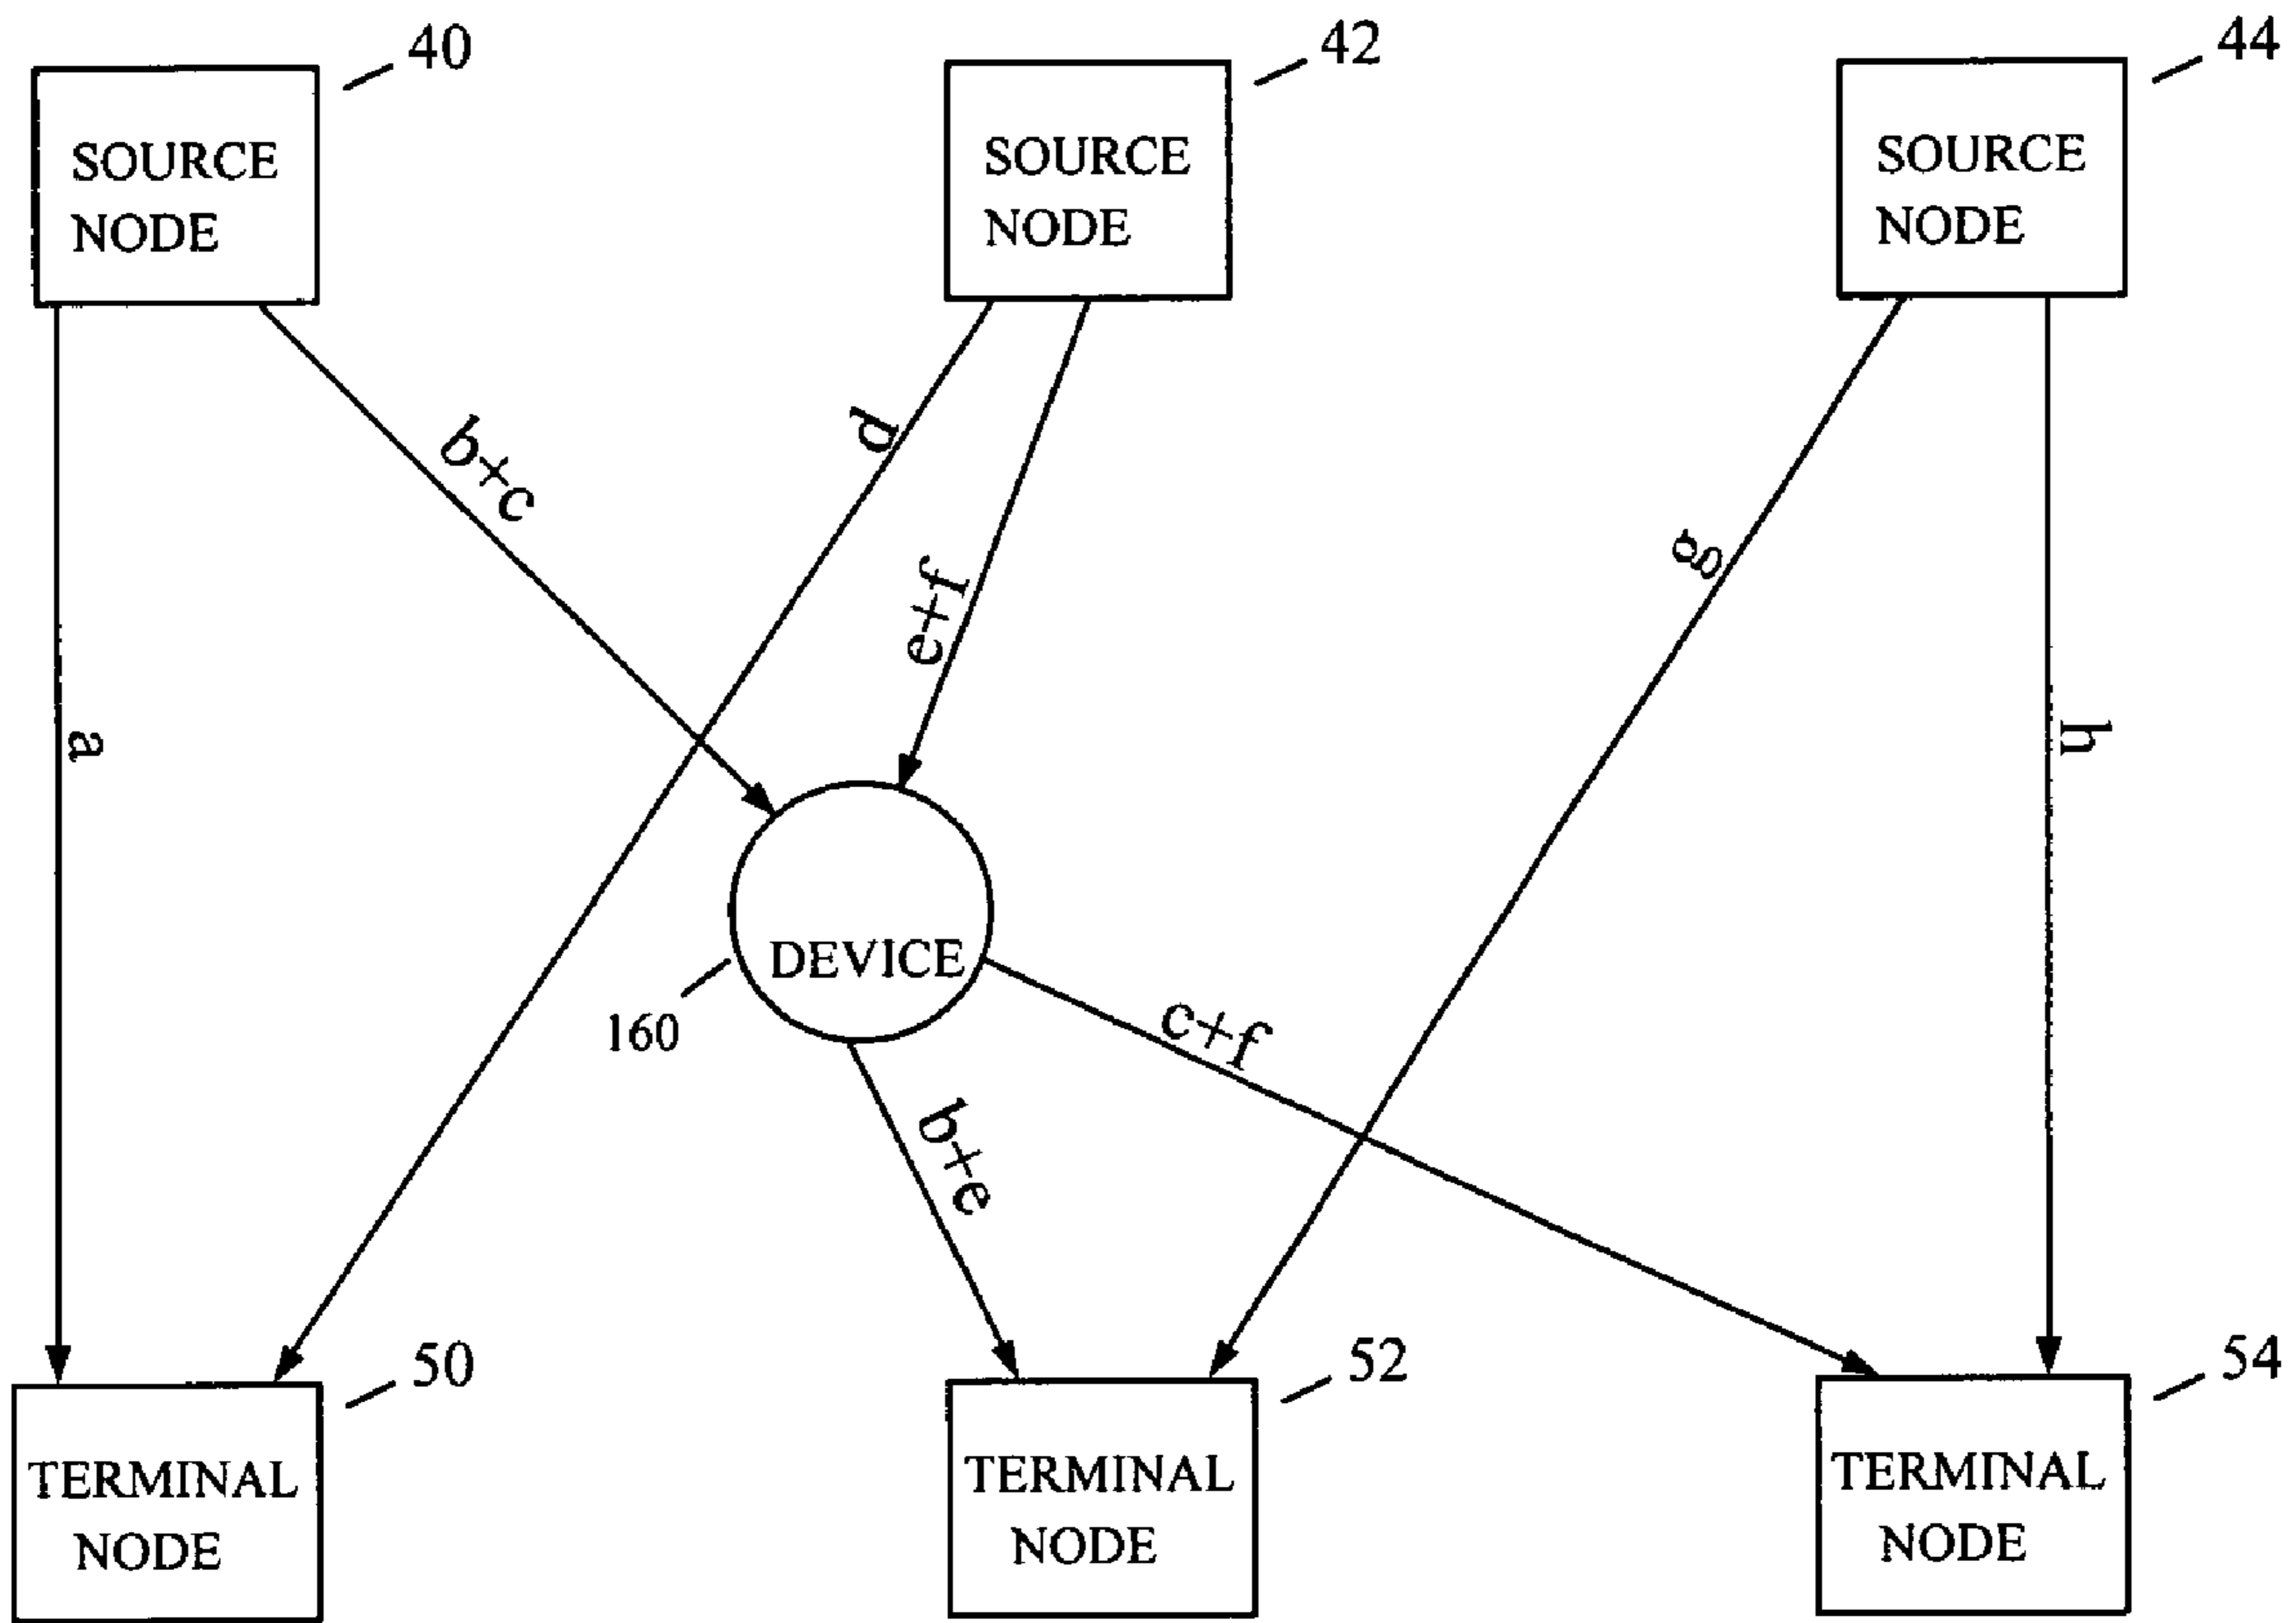 40
42
44
SOURCE
NODE
SOURCE
NODE
SOURCE
NODE
b+c
d
e+f
g
a
h
DEVICE
160
c+f
b+e
50
52
54
TERMINAL
NODE
TERMINAL
NODE
TERMINAL
NODE